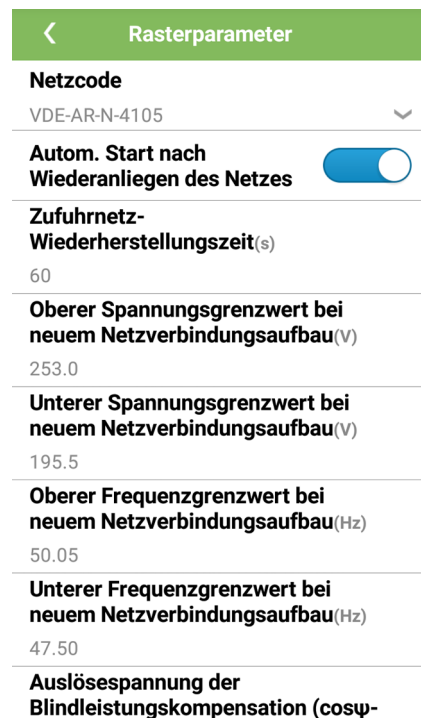 Rasterparameter
Netzcode
VDE-AR-N-4105
Autom. Start nach
Wiederanliegen des Netzes
Zufuhrnetz-
Wiederherstellungszeit(s)
60
Oberer Spannungsgrenzwert bei
neuem Netzverbindungsaufbau(V)
253.0
Unterer Spannungsgrenzwert bei
neuem Netzverbindungsaufbau(V)
195.5
Oberer Frequenzgrenzwert bei
neuem Netzverbindungsaufbau(Hz)
50.05
Unterer Frequenzgrenzwert bei
neuem Netzverbindungsaufbau(Hz)
47.50
Auslösespannung der
Blindleistungskompensation (cosψ-